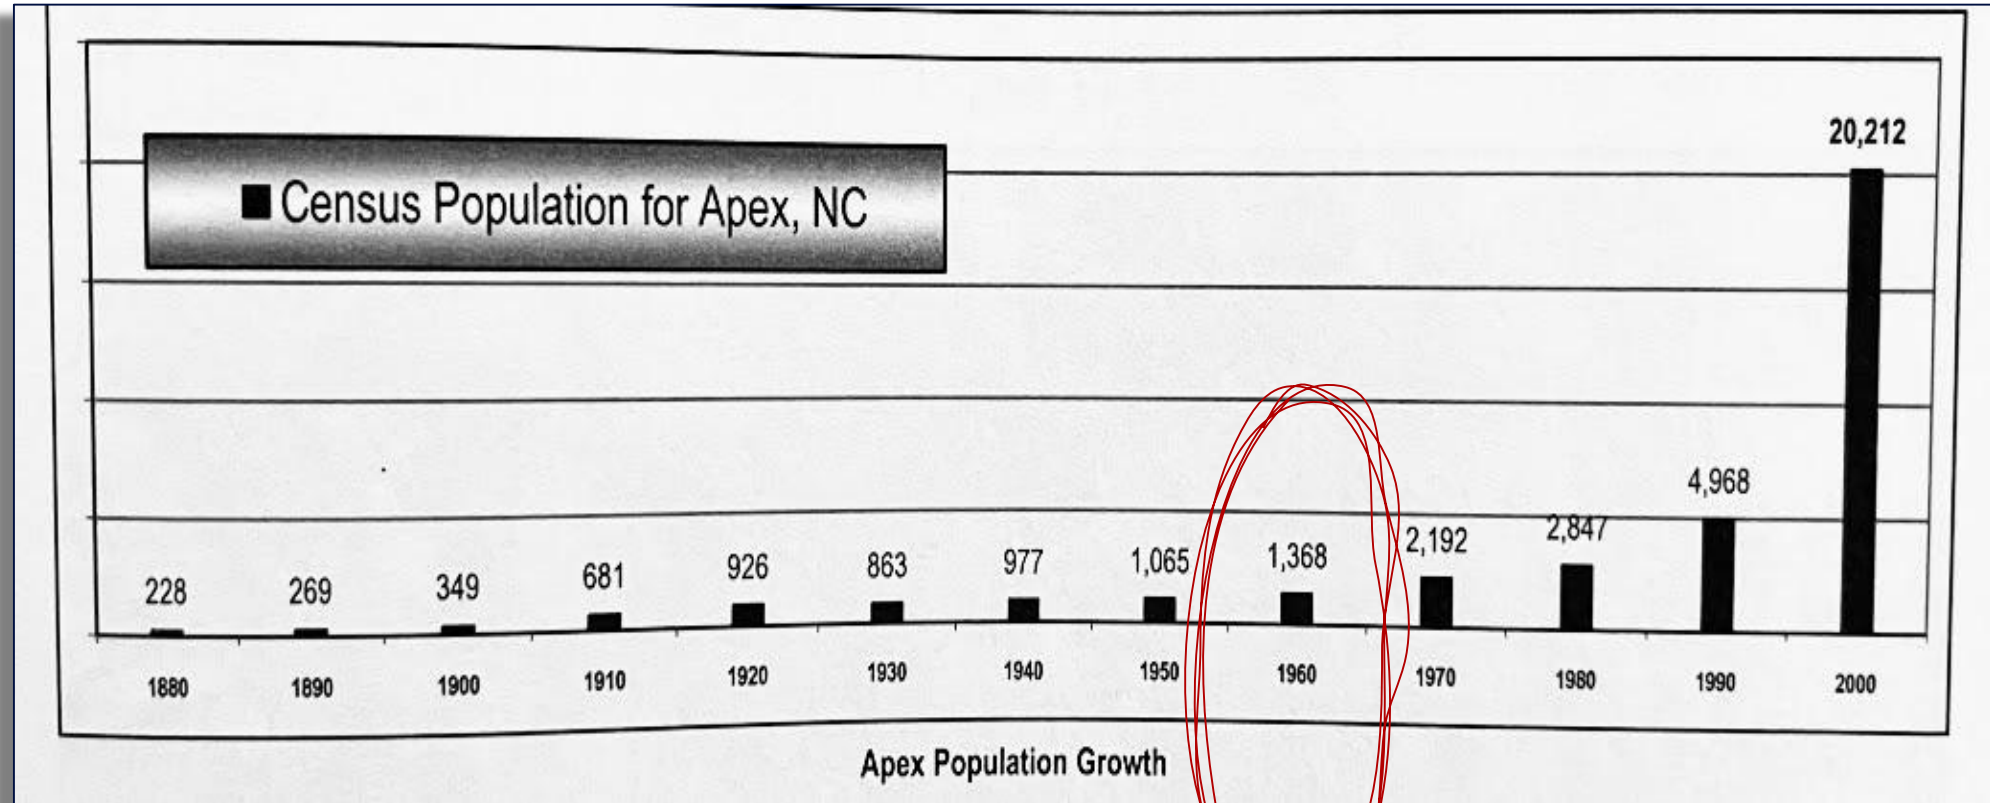 20,212
Census Population for Apex, NC
4,968
228 269 349 681 926 863 977 1,065 1,368 2,192 2,847
1880 1890 1900 1910 1920 1930 1940 1950 1960 1970 1980 1990 2000
Apex Population Growth